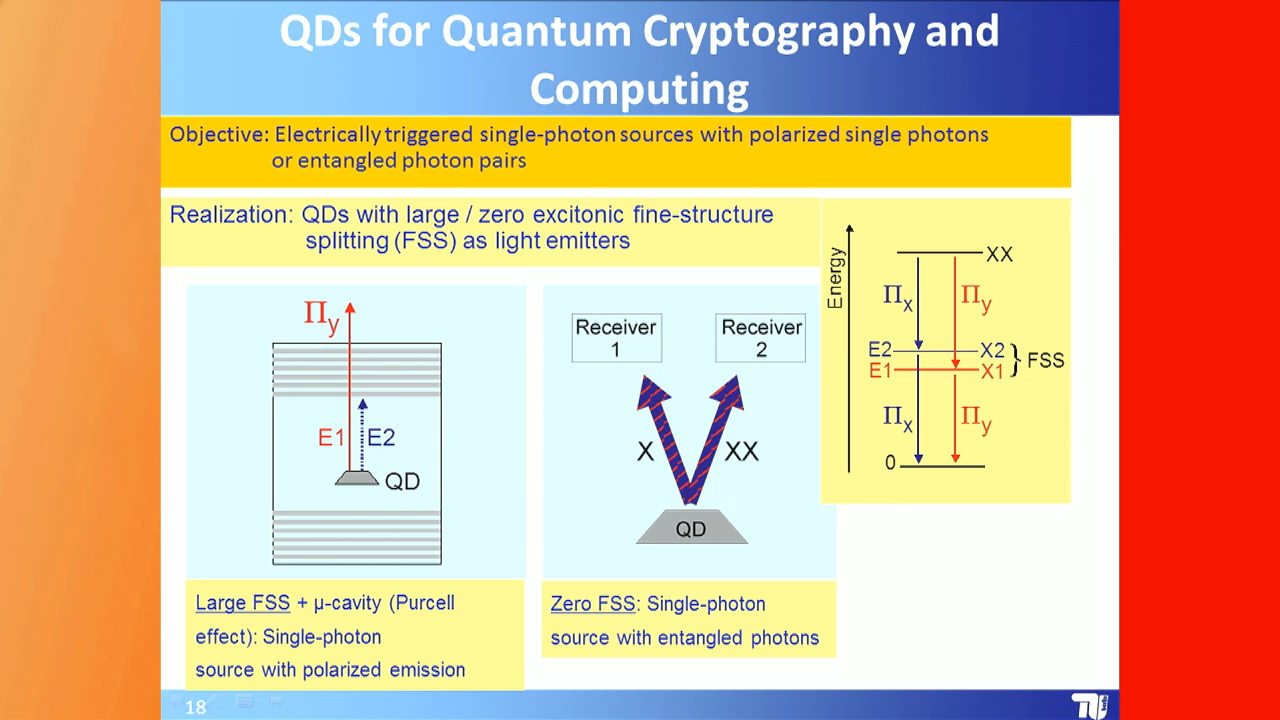 QDs for Quantum Cryptography and
Computing
Objective: Electrically triggered single-photon sources with polarized single photons
or entangled photon pairs
Realization: QDs with large / zero excitonic fine-structure
splitting (FSS) as light emitters
Πy
E1
E2
QD
Large FSS + µ-cavity (Purcell
effect): Single-photon
source with polarized emission
Receiver
1
Receiver
2
X
XX
QD
Zero FSS: Single-photon
source with entangled photons
Energy
XX
Πx
Πy
E2
X2
E1
X1
FSS
Πx
Πy
0
18